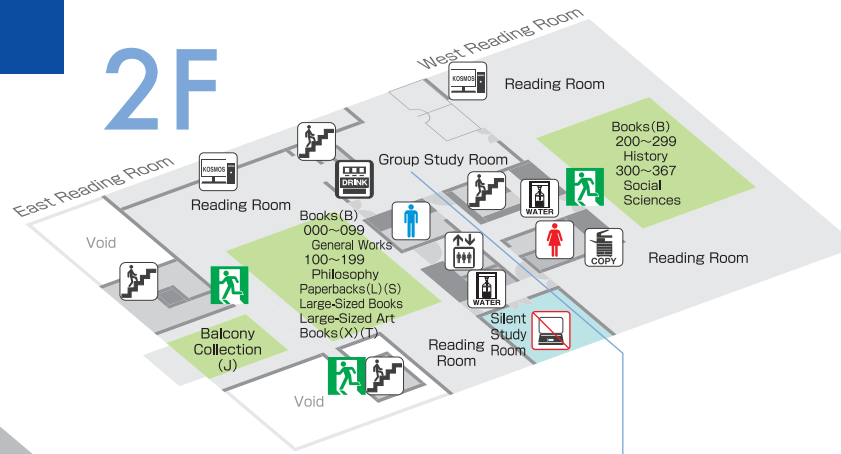 2F
West Reading Room
KOSMOS
Reading Room
Books(B)
200~299
History
300~367
Social
Sciences
Group Study Room
DRINK
KOSMOS
East Reading Room
Reading Room
WATER
Books(B)
000~099
General Works
100~199
Philosophy
Paperbacks(L)(S)
Large-Sized Books
Large-Sized Art
Books(X)(T)
Void
COPY
Reading Room
WATER
Silent
Study
Room
Reading
Room
Balcony
Collection
(J)
Void